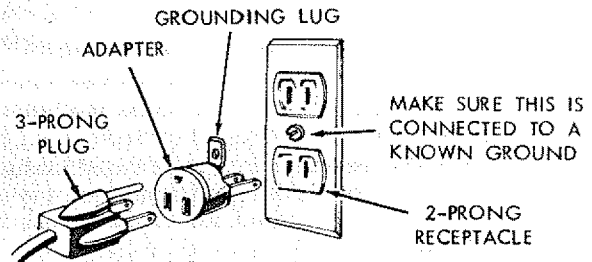 GROUNDING LUG
ADAPTER
3-PRONG
PLUG
MAKE SURE THIS IS
CONNECTED TO A
KNOWN GROUND
2-PRONG
RECEPTACLE